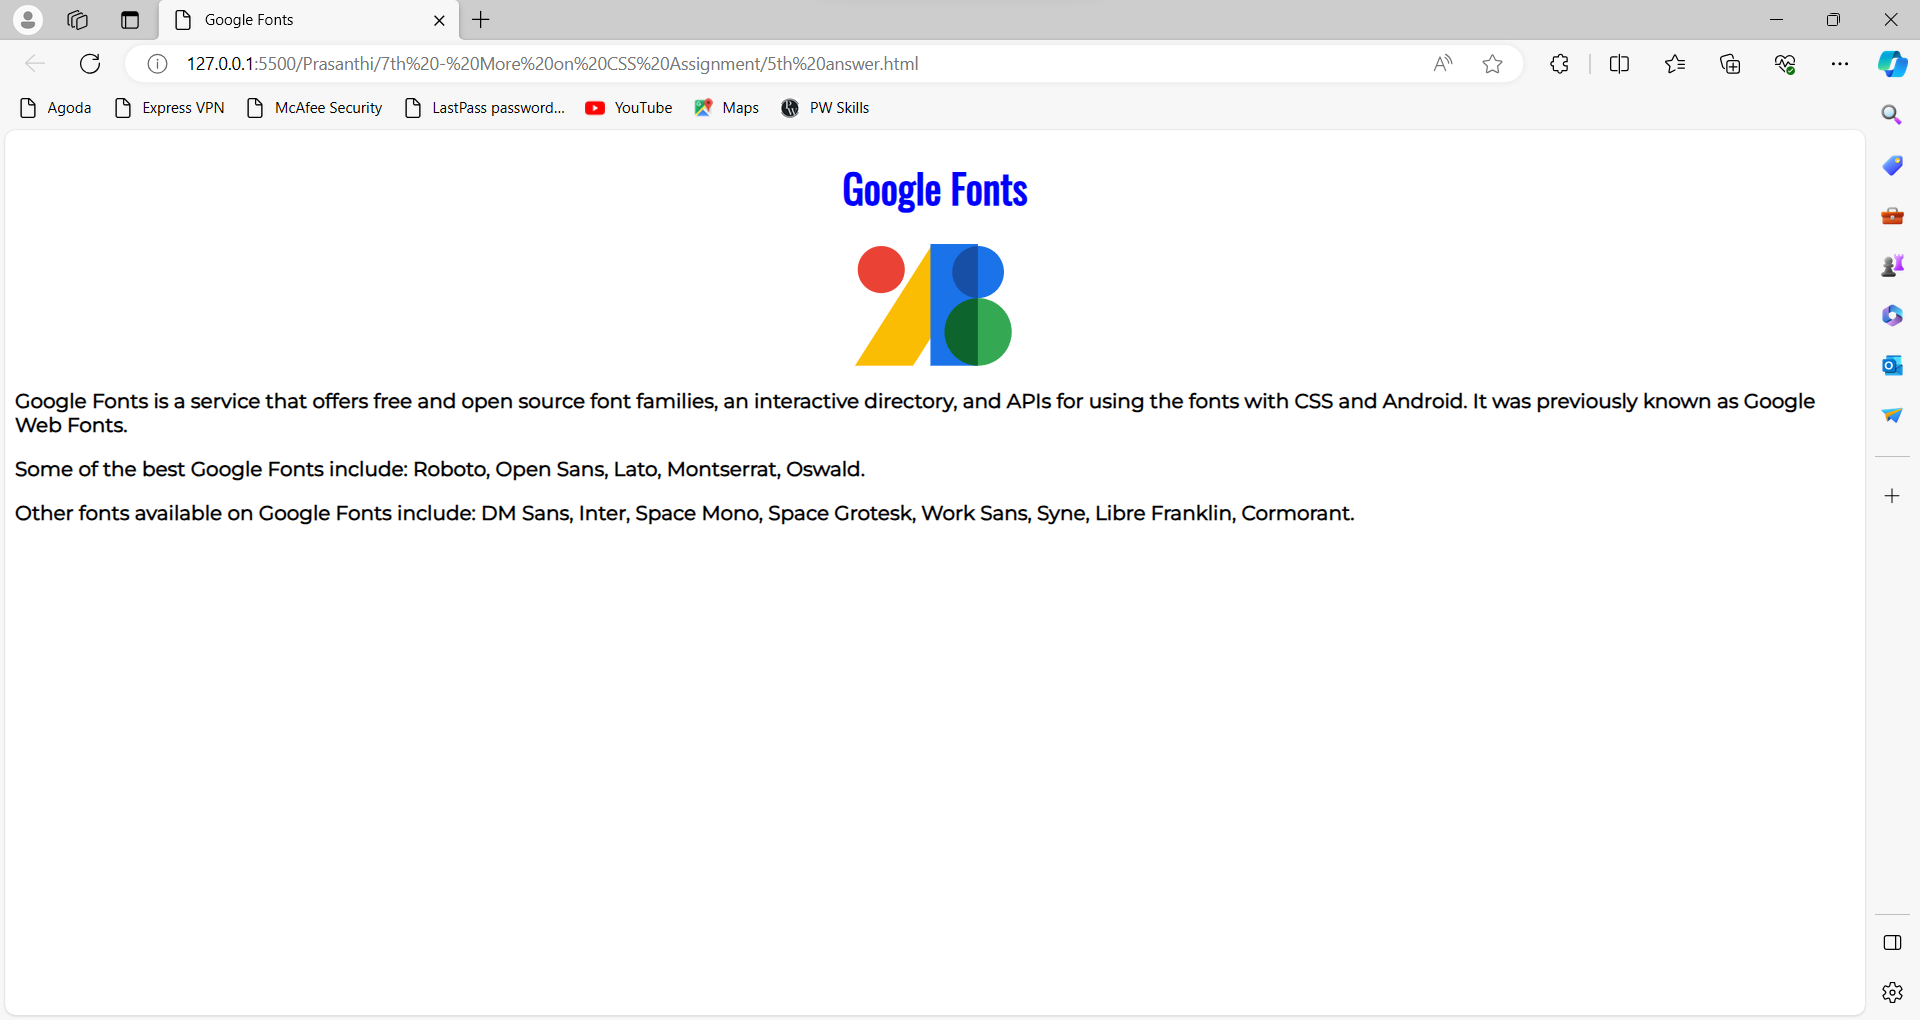 Google Fonts
127.0.0.1:5500/Prasanthi/7th%20-%20More%20on%20CSS%20Assignment/5th%20answer.html
Agoda Express VPN McAfee Security LastPass password... YouTube Maps PW Skills
Google Fonts
Google Fonts is a service that offers free and open source font families, an interactive directory, and APIs for using the fonts with CSS and Android. It was previously known as Google
Web Fonts.
Some of the best Google Fonts include: Roboto, Open Sans, Lato, Montserrat, Oswald.
Other fonts available on Google Fonts include: DM Sans, Inter, Space Mono, Space Grotesk, Work Sans, Syne, Libre Franklin, Cormorant.